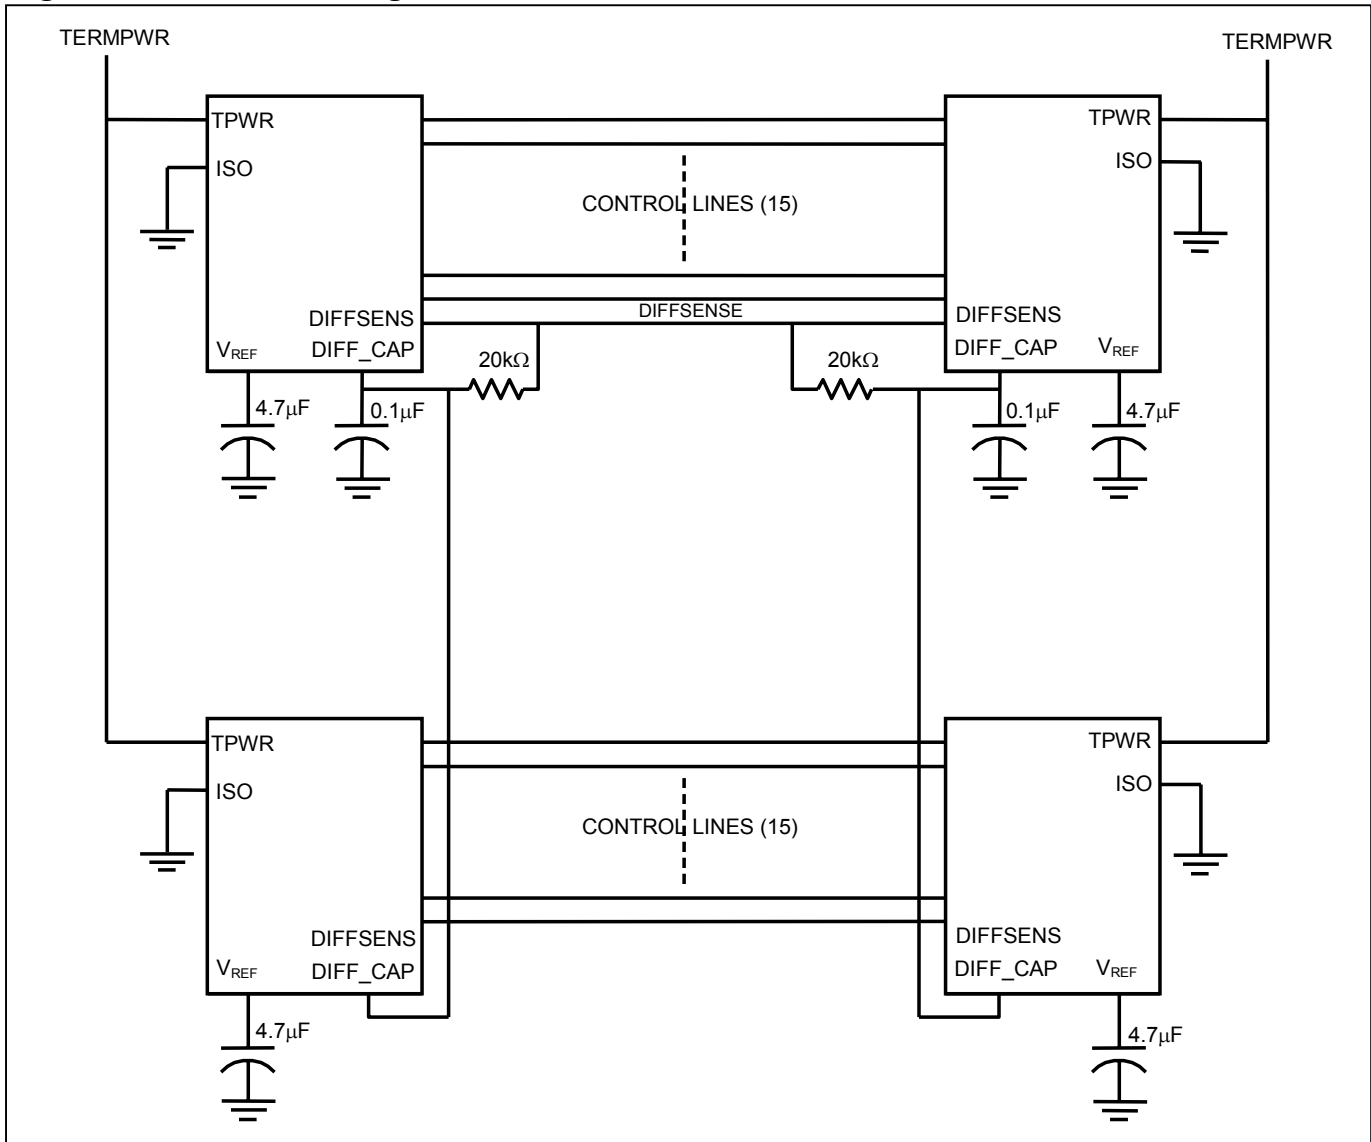 TERMPWR
TERMPWR
TPWR
ISO
DIFFSENS
DIFF_CAP
VREF
4.7µF
0.1µF
20kΩ
CONTROL LINES (15)
DIFFSENSE
20kΩ
TPWR
ISO
DIFFSENS
DIFF_CAP
VREF
0.1µF
4.7µF
TPWR
ISO
DIFFSENS
DIFF_CAP
VREF
4.7µF
CONTROL LINES (15)
TPWR
ISO
DIFFSENS
DIFF_CAP
VREF
4.7µF